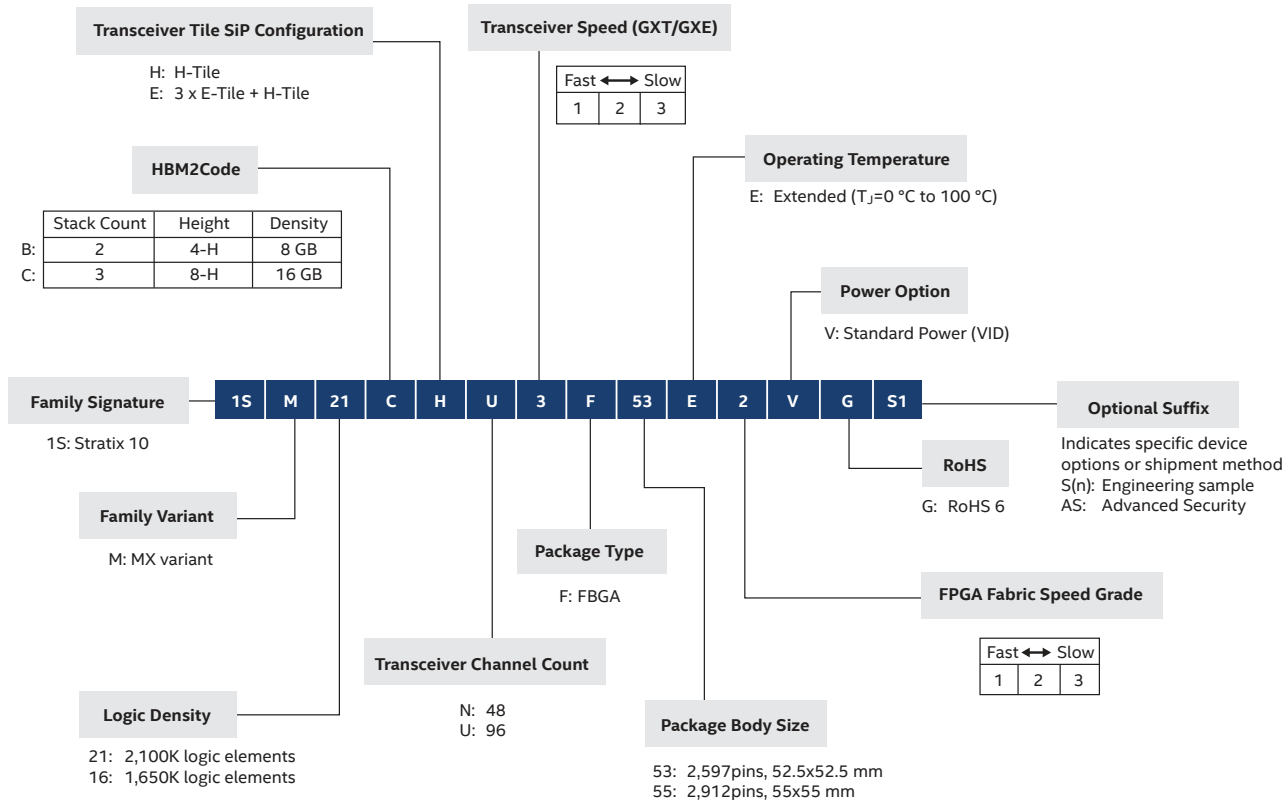 Transceiver Tile SiP Configuration
H: H-Tile
E: 3 x E-Tile + H-Tile
Transceiver Speed (GXT/GXE)
Fast ⟷ Slow
1 2 3
HBM2Code
Stack Count Height Density
B: 2 4-H 8 GB
C: 3 8-H 16 GB
Operating Temperature
E: Extended (TJ=0 °C to 100 °C)
Power Option
V: Standard Power (VID)
Family Signature
1S: Stratix 10
1S M 21 C H U 3 F 53 E 2 V G S1
Optional Suffix
Indicates specific device
options or shipment method
S(n): Engineering sample
AS: Advanced Security
RoHS
G: RoHS 6
Family Variant
M: MX variant
Package Type
F: FBGA
FPGA Fabric Speed Grade
Fast ⟷ Slow
1 2 3
Transceiver Channel Count
N: 48
U: 96
Logic Density
21: 2,100K logic elements
16: 1,650K logic elements
Package Body Size
53: 2,597pins, 52.5x52.5 mm
55: 2,912pins, 55x55 mm